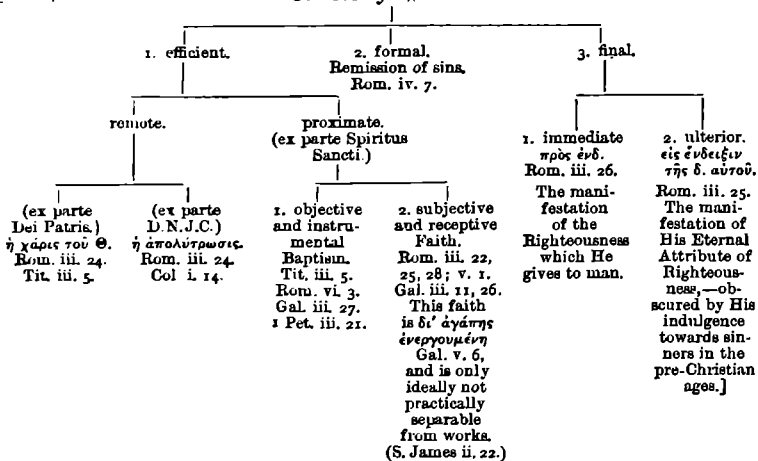 1. efficient.
2. formal.
Remission of sins.
Rom. iv. 7.
3. final.
remote.
proximate.
(ex parte Spiritus
Sancti.)
(ex parte
Dei Patris.)
ἡ χάρις τοῦ Θ.
Rom. iii. 24.
Tit. iii. 5.
(ex parte
D.N.J.C.)
ἡ ἀπολύτρωσις.
Rom. iii. 24.
Col i. 14.
1. objective
and instru-
mental
Baptism.
Tit. iii. 5.
Rom. vi. 3.
Gal. iii. 27.
1 Pet. iii. 21.
2. subjective
and receptive
Faith.
Rom. iii. 22,
25, 28; v. 1.
Gal. iii. 11, 26.
This faith
is δι' ἀγάπης
ἐνεργουμένη
Gal. v. 6,
and is only
ideally not
practically
separable
from works.
(S. James ii. 22.)
1. immediate
πρὸς ἐνδ.
Rom. iii. 26.
The mani-
festation
of the
Righteousness
which He
gives to man.
2. ulterior.
εἰς ἔνδειξιν
τῆς δ. αὐτοῦ.
Rom. iii. 25.
The mani-
festation of
His Eternal
Attribute of
Righteous-
ness,—ob-
scured by His
indulgence
towards sin-
ners in the
pre-Christian
ages.]